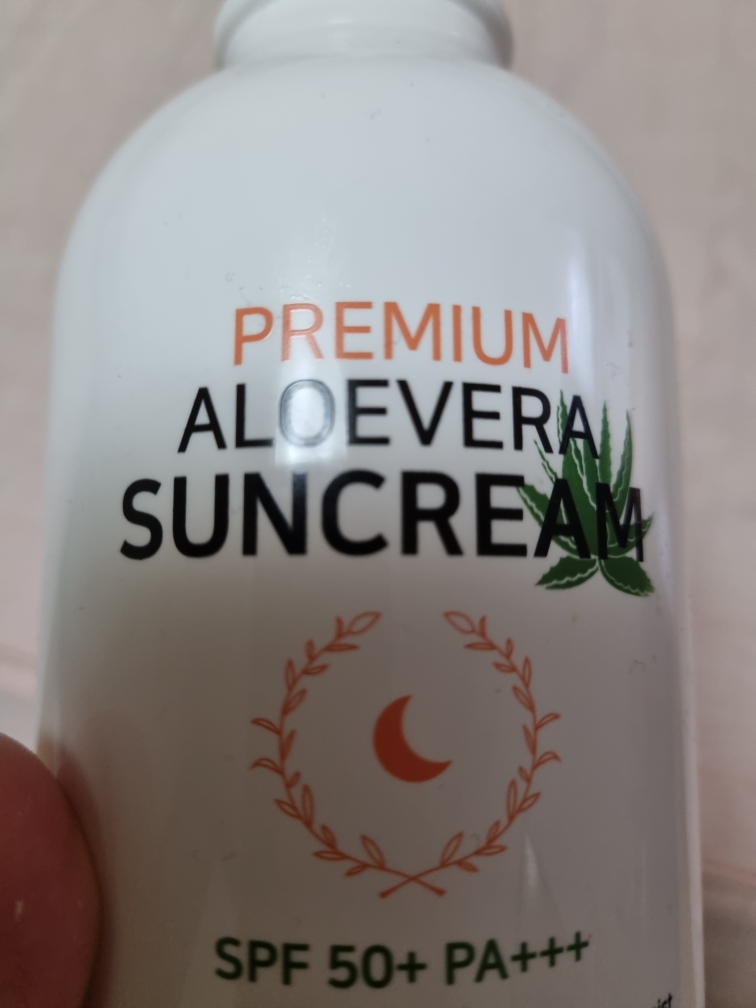 PREMIUM
ALOEVERA
SUNCREAM
SPF 50+ PA+++